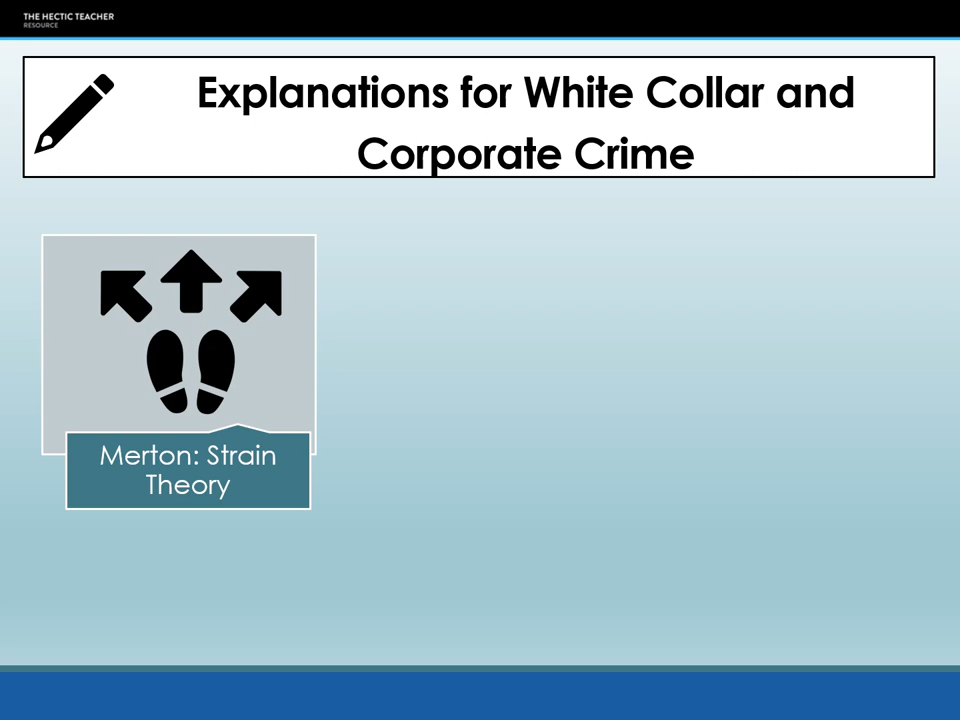 THE HECTIC TEACHER
RESOURCE
Explanations for White Collar and
Corporate Crime
Merton: Strain
Theory